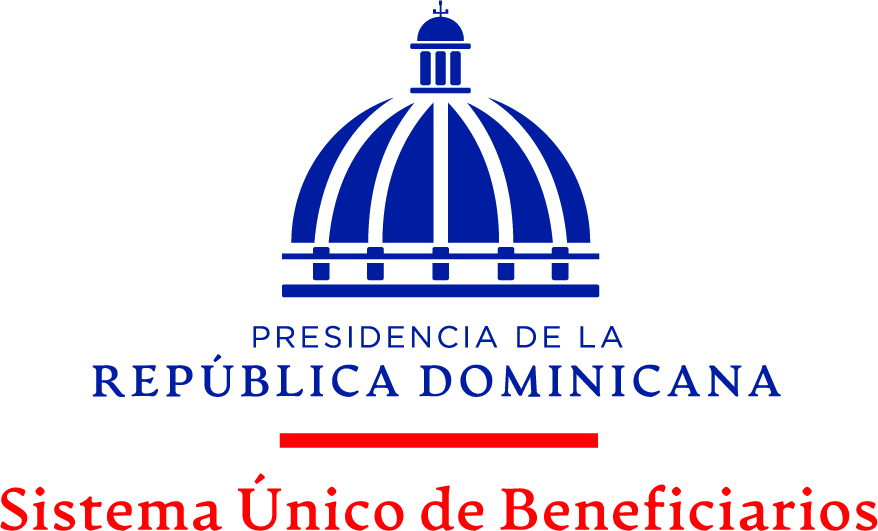 PRESIDENCIA DE LA
REPÚBLICA DOMINICANA
Sistema Único de Beneficiarios